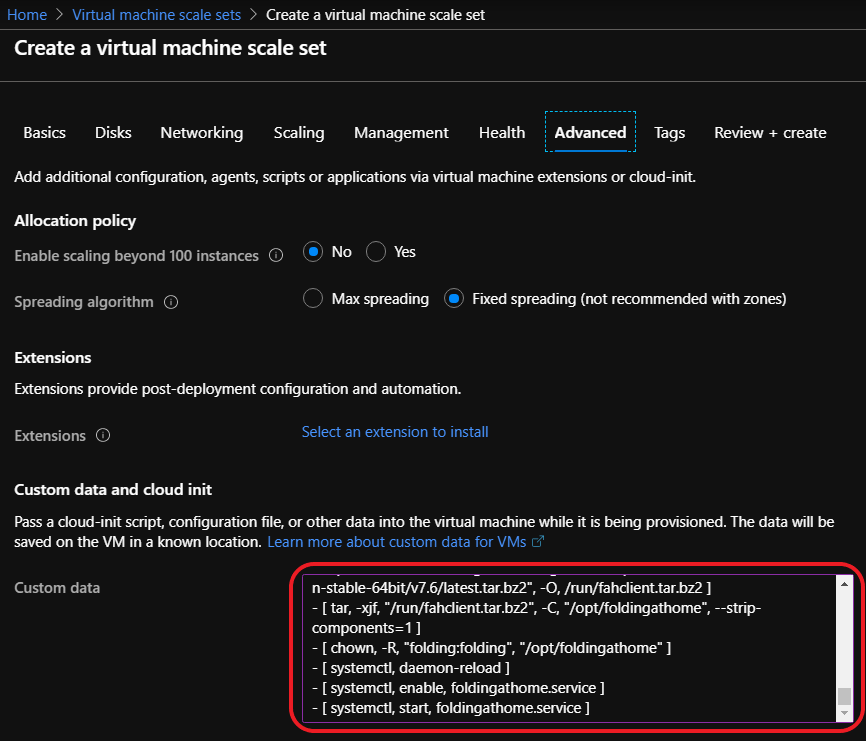 Home > Virtual machine scale sets > Create a virtual machine scale set
Create a virtual machine scale set
Basics Disks Networking Scaling Management Health Advanced Tags Review + create
Add additional configuration, agents, scripts or applications via virtual machine extensions or cloud-init.
Allocation policy
Enable scaling beyond 100 instances No Yes
Spreading algorithm Max spreading Fixed spreading (not recommended with zones)
Extensions
Extensions provide post-deployment configuration and automation.
Extensions Select an extension to install
Custom data and cloud init
Pass a cloud-init script, configuration file, or other data into the virtual machine while it is being provisioned. The data will be
saved on the VM in a known location. Learn more about custom data for VMs
Custom data
n-stable-64bit/v7.6/latest.tar.bz2", -O, /run/fahclient.tar.bz2 ]
- [ tar, -xjf, "/run/fahclient.tar.bz2", -C, "/opt/foldingathome", --strip-
components=1 ]
- [ chown, -R, "folding:folding", "/opt/foldingathome" ]
- [ systemctl, daemon-reload ]
- [ systemctl, enable, foldingathome.service ]
- [ systemctl, start, foldingathome.service ]